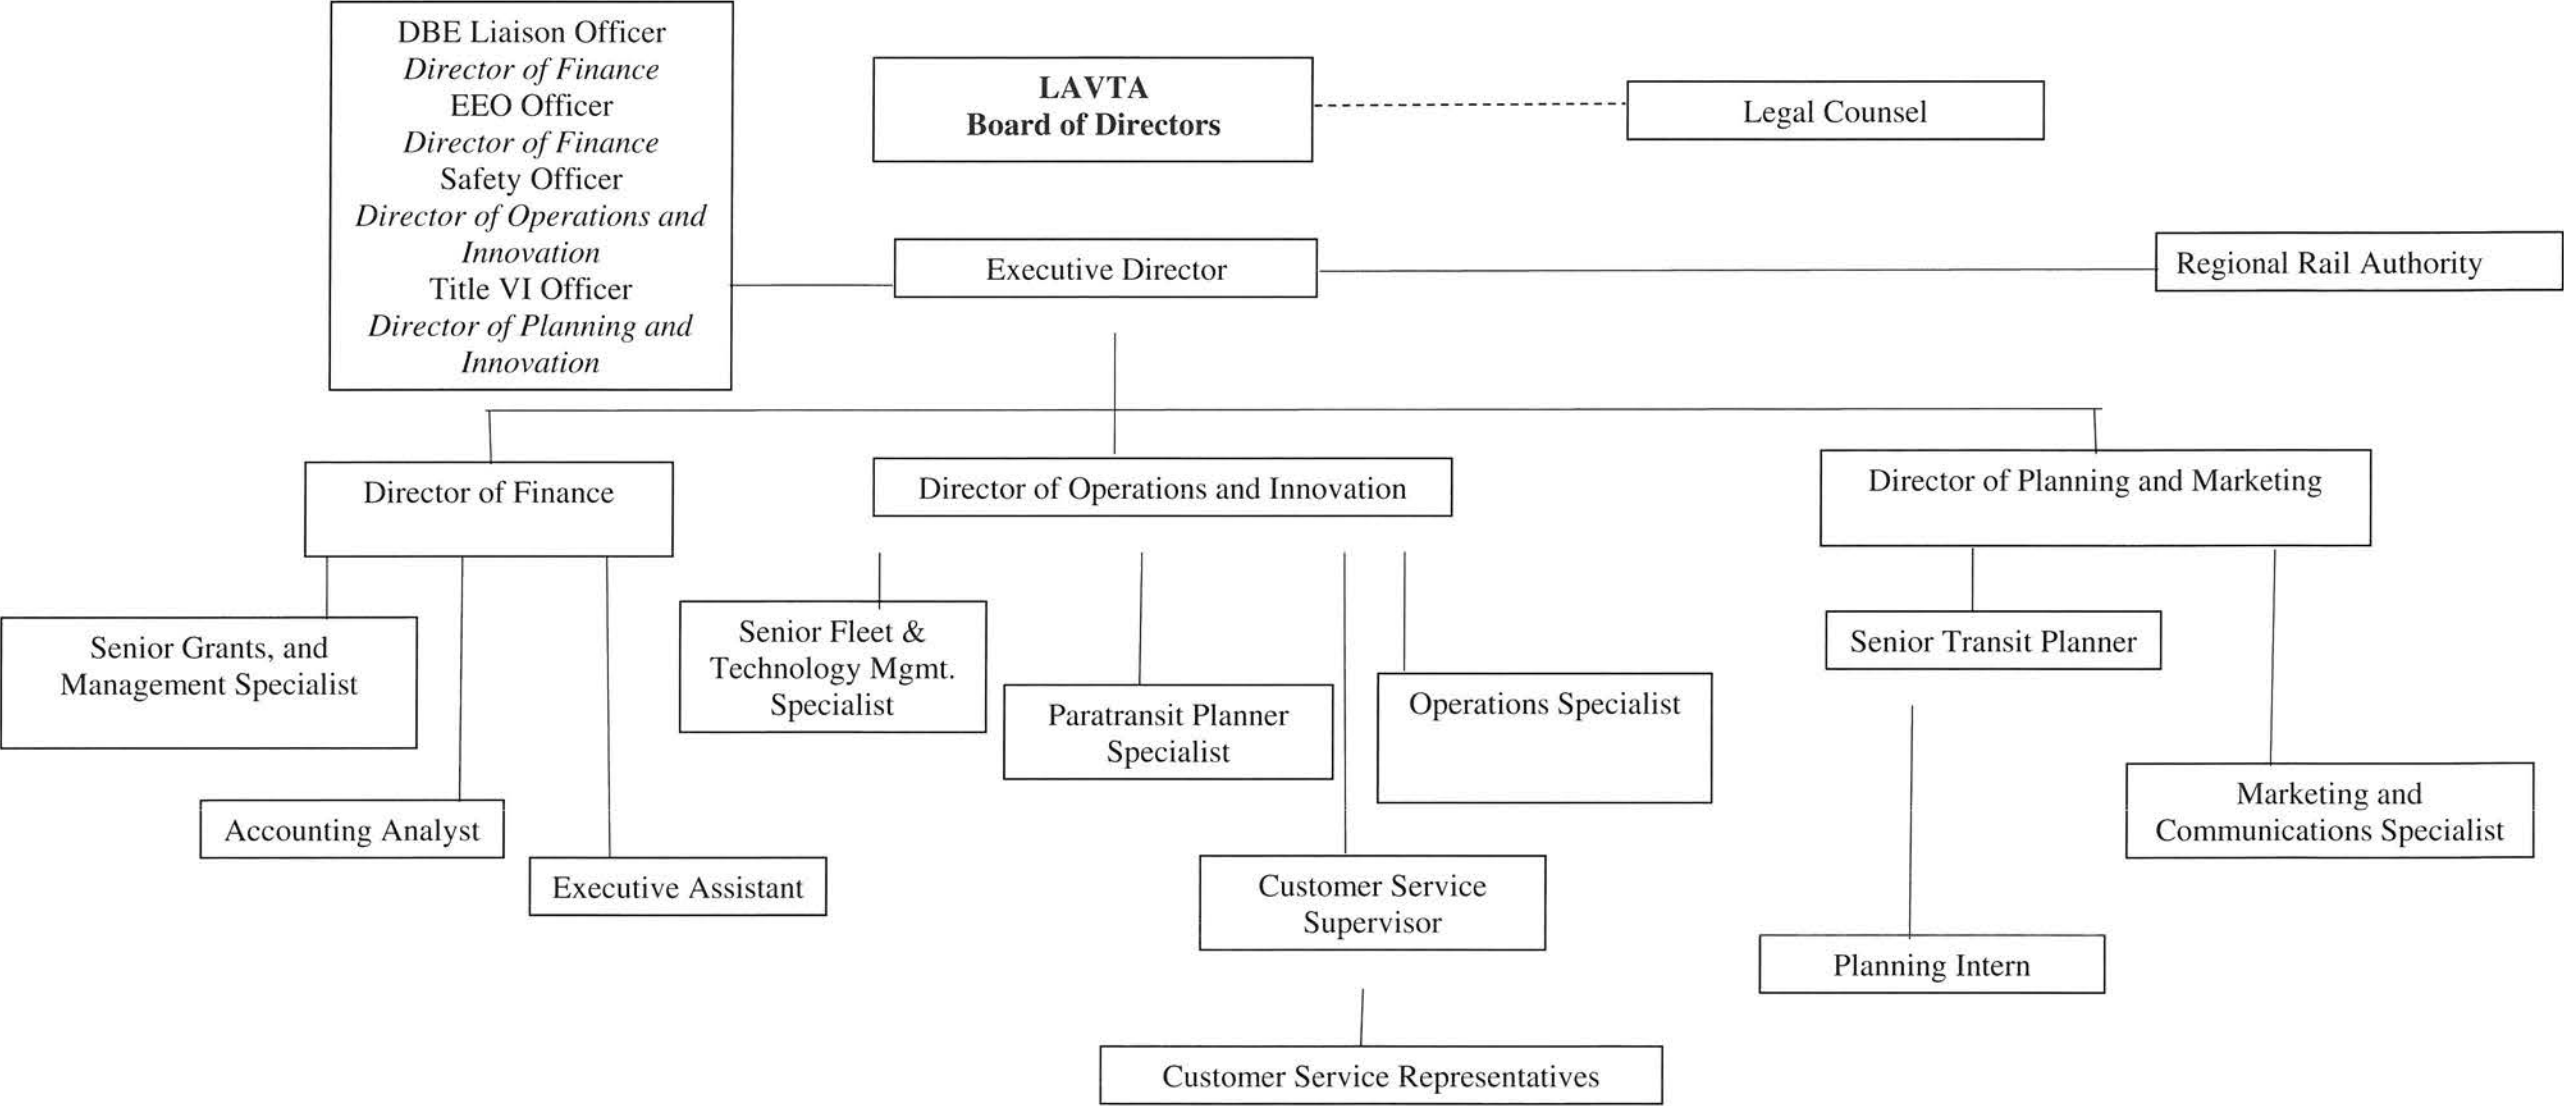 DBE Liaison Officer
Director of Finance
EEO Officer
Director of Finance
Safety Officer
Director of Operations and
Innovation
Title VI Officer
Director of Planning and
Innovation
LAVTA
Board of Directors
Legal Counsel
Executive Director
Regional Rail Authority
Director of Finance
Director of Operations and Innovation
Director of Planning and Marketing
Senior Grants, and
Management Specialist
Senior Fleet &
Technology Mgmt.
Specialist
Paratransit Planner
Specialist
Operations Specialist
Senior Transit Planner
Marketing and
Communications Specialist
Accounting Analyst
Executive Assistant
Customer Service
Supervisor
Planning Intern
Customer Service Representatives